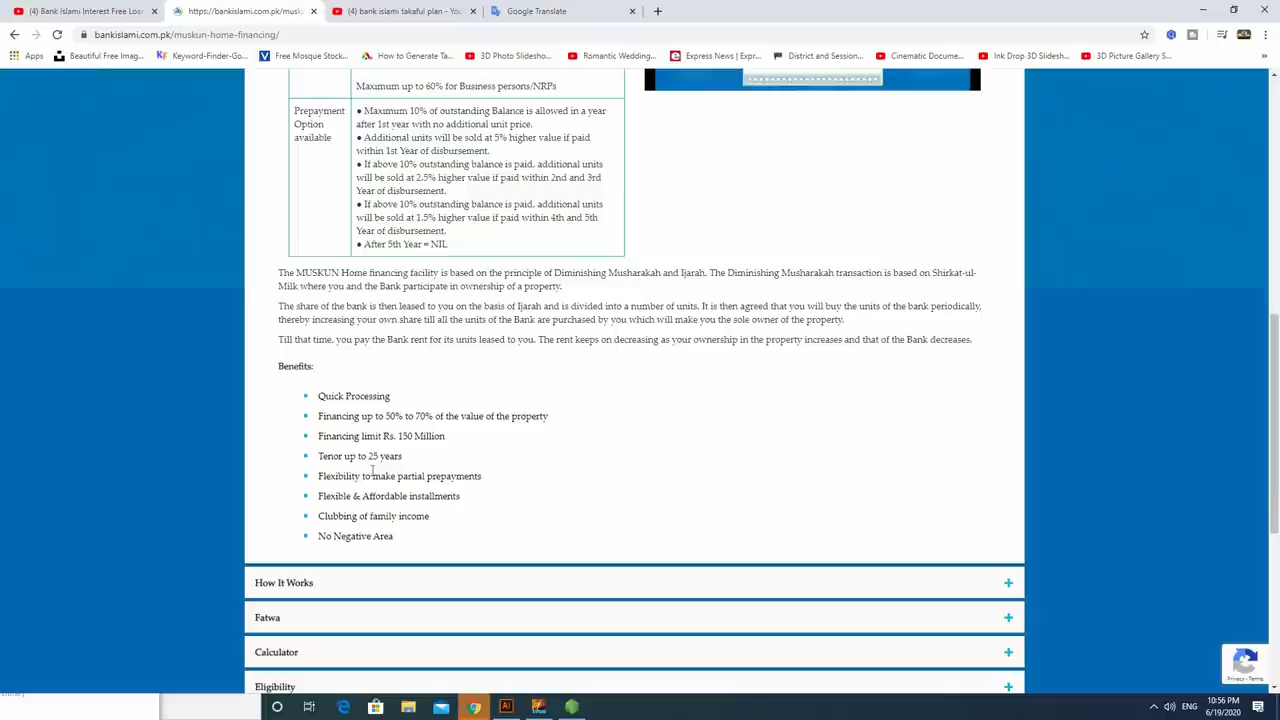 (4) Bank Islami Interest Free Loan
https://bankislami.com.pk/musk
(4) bank islami takaful plan - You
Google Translate
bankislami.com.pk/muskun-home-financing/
Apps
Beautiful Free Imag...
Keyword-Finder-Go...
Free Mosque Stock...
How to Generate Ta...
3D Photo Slidesho...
Romantic Wedding...
Express News | Expr...
District and Session...
Cinematic Documen...
Ink Drop 3D Slidesh...
3D Picture Gallery S...
Maximum up to 60% for Business persons/NRPs
Prepayment
Option
available
● Maximum 10% of outstanding Balance is allowed in a year
after 1st year with no additional unit price.
● Additional units will be sold at 5% higher value if paid
within 1st Year of disbursement.
● If above 10% outstanding balance is paid, additional units
will be sold at 2.5% higher value if paid within 2nd and 3rd
Year of disbursement.
● If above 10% outstanding balance is paid, additional units
will be sold at 1.5% higher value if paid within 4th and 5th
Year of disbursement.
● After 5th Year = NIL
The MUSKUN Home financing facility is based on the principle of Diminishing Musharakah and Ijarah. The Diminishing Musharakah transaction is based on Shirkat-ul-
Milk where you and the Bank participate in ownership of a property.
The share of the bank is then leased to you on the basis of Ijarah and is divided into a number of units. It is then agreed that you will buy the units of the bank periodically,
thereby increasing your own share till all the units of the Bank are purchased by you which will make you the sole owner of the property.
Till that time, you pay the Bank rent for its units leased to you. The rent keeps on decreasing as your ownership in the property increases and that of the Bank decreases.
Benefits:
Quick Processing
Financing up to 50% to 70% of the value of the property
Financing limit Rs. 150 Million
Tenor up to 25 years
Flexibility to make partial prepayments
Flexible & Affordable installments
Clubbing of family income
No Negative Area
How It Works
Fatwa
Calculator
Eligibility
Privacy - Terms
ENG
10:56 PM
6/19/2020